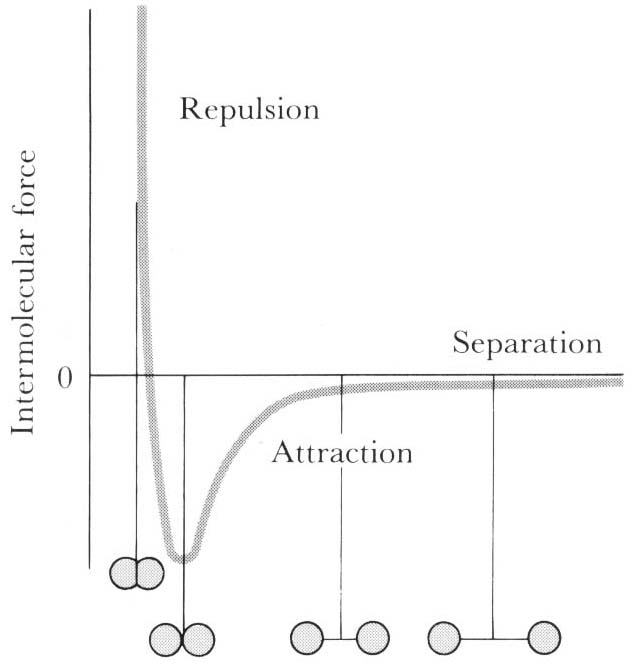 Repulsion
Intermolecular force
Separation
0
Attraction